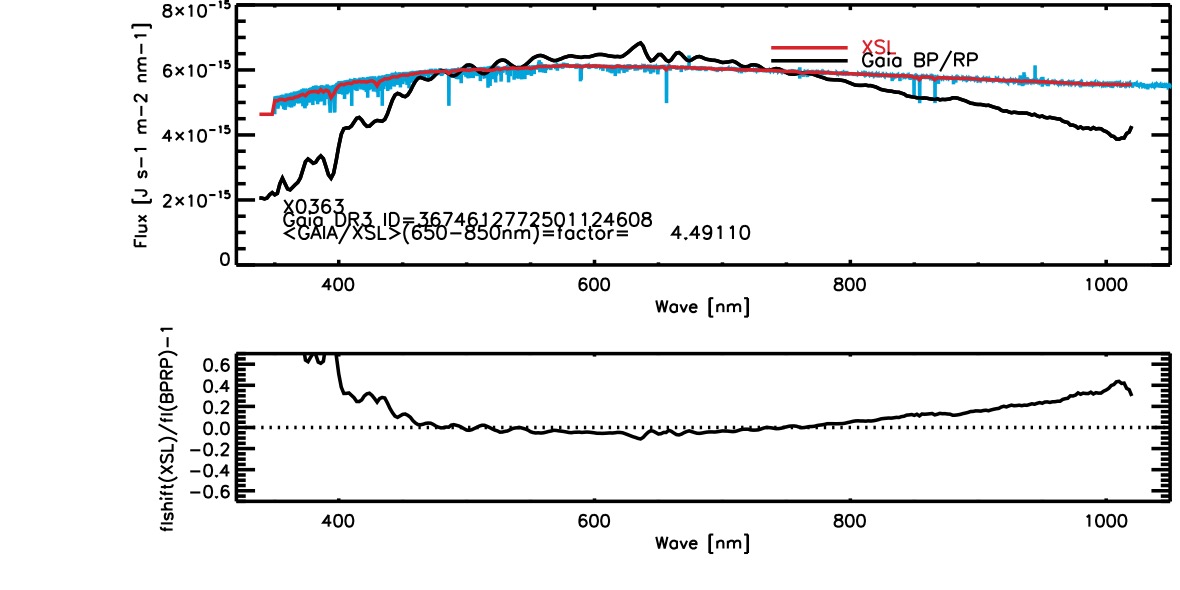 8×10-15
6×10-15
4×10-15
2×10-15
0
Flux [J s-1 m-2 nm-1]
XSL
Gaia BP/RP
X0363
Gaia DR3 ID=3674612772501124608
<GAIA/XSL>(650-850nm)=factor= 4.49110
400 600 800 1000
Wave [nm]
flshift(XSL)/fl(BPRP)-1
0.6
0.4
0.2
0.0
-0.2
-0.4
-0.6
400 600 800 1000
Wave [nm]